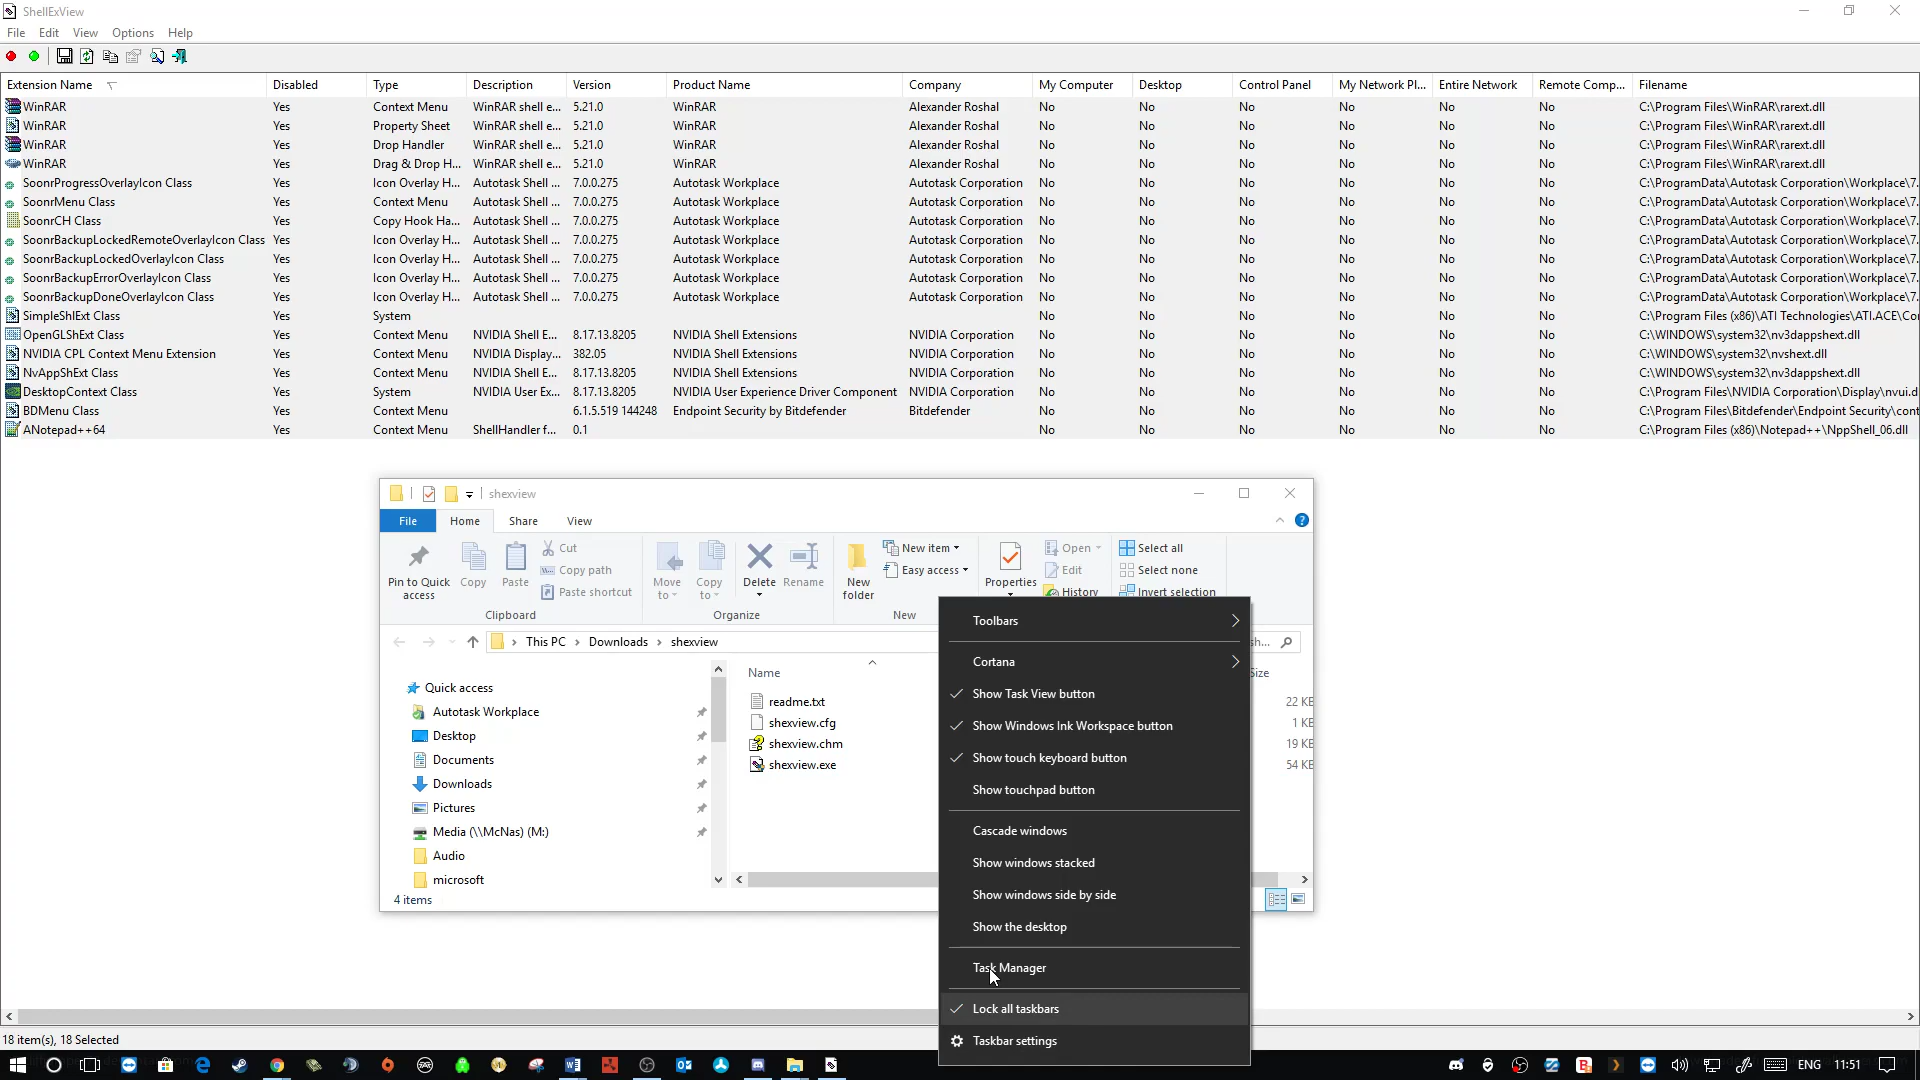 ShellExView
File Edit View Options Help
Extension Name Disabled Type Description Version Product Name Company My Computer Desktop Control Panel My Network Pl... Entire Network Remote Comp... Filename
WinRAR Yes Context Menu WinRAR shell e... 5.21.0 WinRAR Alexander Roshal No No No No No No C:\Program Files\WinRAR\rarext.dll
WinRAR Yes Property Sheet WinRAR shell e... 5.21.0 WinRAR Alexander Roshal No No No No No No C:\Program Files\WinRAR\rarext.dll
WinRAR Yes Drop Handler WinRAR shell e... 5.21.0 WinRAR Alexander Roshal No No No No No No C:\Program Files\WinRAR\rarext.dll
WinRAR Yes Drag & Drop H... WinRAR shell e... 5.21.0 WinRAR Alexander Roshal No No No No No No C:\Program Files\WinRAR\rarext.dll
SoonrProgressOverlayIcon Class Yes Icon Overlay H... Autotask Shell ... 7.0.0.275 Autotask Workplace Autotask Corporation No No No No No No C:\ProgramData\Autotask Corporation\Workplace\7.
SoonrMenu Class Yes Context Menu Autotask Shell ... 7.0.0.275 Autotask Workplace Autotask Corporation No No No No No No C:\ProgramData\Autotask Corporation\Workplace\7.
SoonrCH Class Yes Copy Hook Ha... Autotask Shell ... 7.0.0.275 Autotask Workplace Autotask Corporation No No No No No No C:\ProgramData\Autotask Corporation\Workplace\7.
SoonrBackupLockedRemoteOverlayIcon Class Yes Icon Overlay H... Autotask Shell ... 7.0.0.275 Autotask Workplace Autotask Corporation No No No No No No C:\ProgramData\Autotask Corporation\Workplace\7.
SoonrBackupLockedOverlayIcon Class Yes Icon Overlay H... Autotask Shell ... 7.0.0.275 Autotask Workplace Autotask Corporation No No No No No No C:\ProgramData\Autotask Corporation\Workplace\7.
SoonrBackupErrorOverlayIcon Class Yes Icon Overlay H... Autotask Shell ... 7.0.0.275 Autotask Workplace Autotask Corporation No No No No No No C:\ProgramData\Autotask Corporation\Workplace\7.
SoonrBackupDoneOverlayIcon Class Yes Icon Overlay H... Autotask Shell ... 7.0.0.275 Autotask Workplace Autotask Corporation No No No No No No C:\ProgramData\Autotask Corporation\Workplace\7.
SimpleShlExt Class Yes System No No No No No No C:\Program Files (x86)\ATI Technologies\ATI.ACE\Co
OpenGLShExt Class Yes Context Menu NVIDIA Shell E... 8.17.13.8205 NVIDIA Shell Extensions NVIDIA Corporation No No No No No No C:\WINDOWS\system32\nv3dappshext.dll
NVIDIA CPL Context Menu Extension Yes Context Menu NVIDIA Display... 382.05 NVIDIA Shell Extensions NVIDIA Corporation No No No No No No C:\WINDOWS\system32\nvshext.dll
NvAppShExt Class Yes Context Menu NVIDIA Shell E... 8.17.13.8205 NVIDIA Shell Extensions NVIDIA Corporation No No No No No No C:\WINDOWS\system32\nv3dappshext.dll
DesktopContext Class Yes System NVIDIA User Ex... 8.17.13.8205 NVIDIA User Experience Driver Component NVIDIA Corporation No No No No No No C:\Program Files\NVIDIA Corporation\Display\nvui.d
BDMenu Class Yes Context Menu 6.1.5.519 144248 Endpoint Security by Bitdefender Bitdefender No No No No No No C:\Program Files\Bitdefender\Endpoint Security\cont
ANotepad++64 Yes Context Menu ShellHandler f... 0.1 No No No No No No C:\Program Files (x86)\Notepad++\NppShell_06.dll
shexview
File Home Share View
Pin to Quick access Copy Paste Cut Copy path Paste shortcut
Move to Copy to Delete Rename New folder New item Easy access
Properties Open Edit History Select all Select none Invert selection
Clipboard Organize New
This PC Downloads shexview sh...
Name Size
Quick access
Autotask Workplace
Desktop
Documents
Downloads
Pictures
Media (\\McNas) (M:)
Audio
microsoft
readme.txt 22 KB
shexview.cfg 1 KB
shexview.chm 19 KB
shexview.exe 54 KB
4 items
Toolbars
Cortana
Show Task View button
Show Windows Ink Workspace button
Show touch keyboard button
Show touchpad button
Cascade windows
Show windows stacked
Show windows side by side
Show the desktop
Task Manager
Lock all taskbars
Taskbar settings
18 item(s), 18 Selected
ENG 11:51